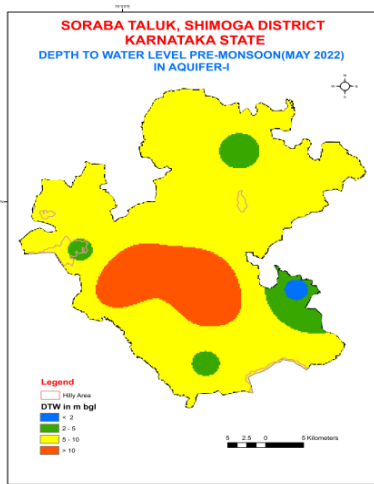 SORABA TALUK, SHIMOGA DISTRICT
KARNATAKA STATE
DEPTH TO WATER LEVEL PRE-MONSOON(MAY 2022)
IN AQUIFER-I
N
S
Legend
Hilly Area
DTW in m bgl
< 2
2 - 5
5 - 10
> 10
5 2.5 0 5 Kilometers